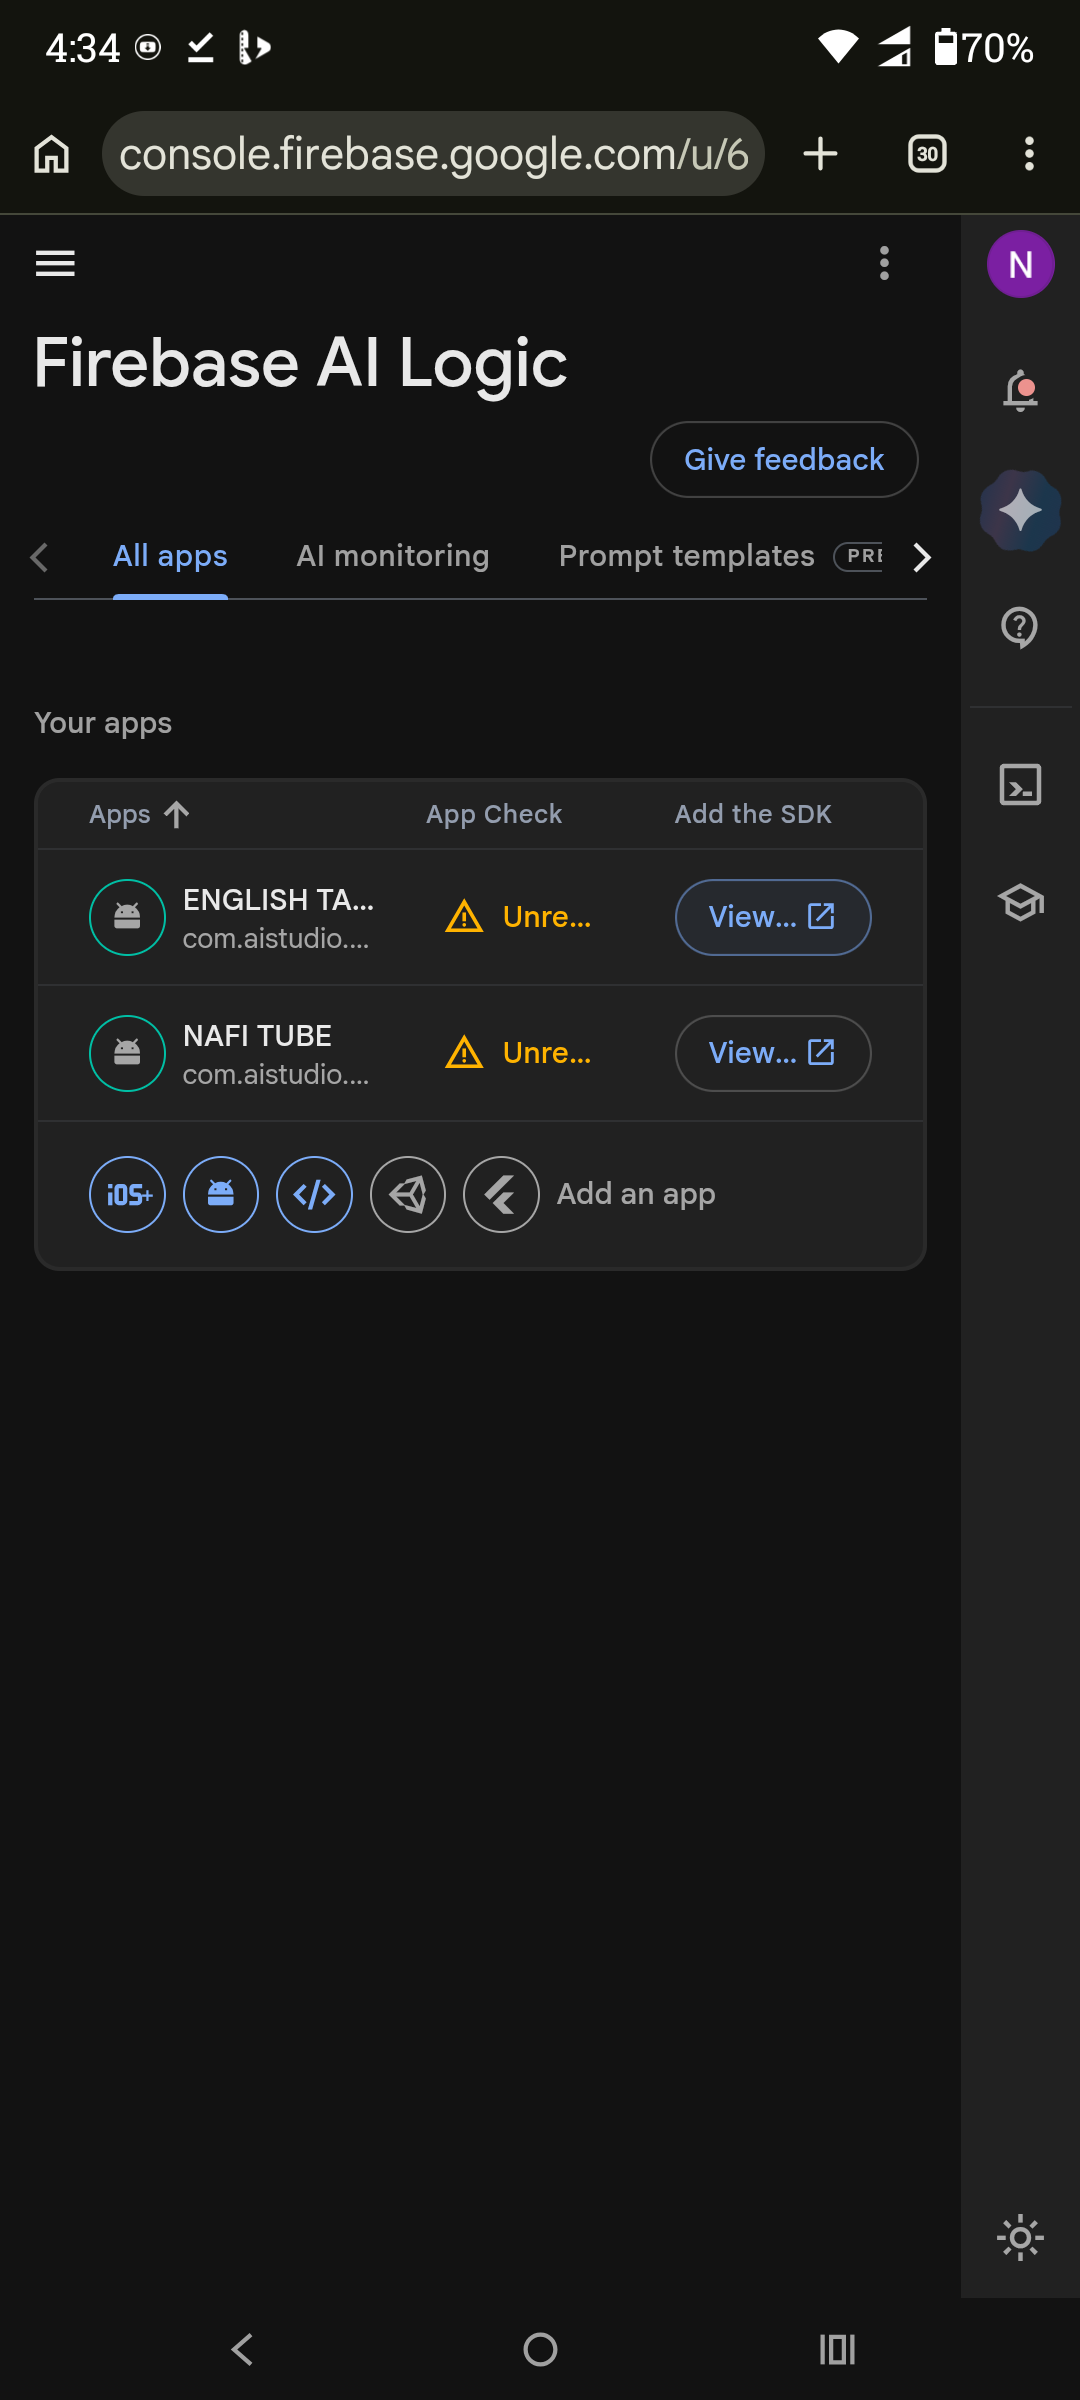 4:34
70%
console.firebase.google.com/u/6
30
N
Firebase AI Logic
Give feedback
All apps
AI monitoring
Prompt templates
PRE
Your apps
Apps
App Check
Add the SDK
ENGLISH TA...
com.aistudio....
Unre...
View...
NAFI TUBE
com.aistudio....
Unre...
View...
iOS+
Add an app